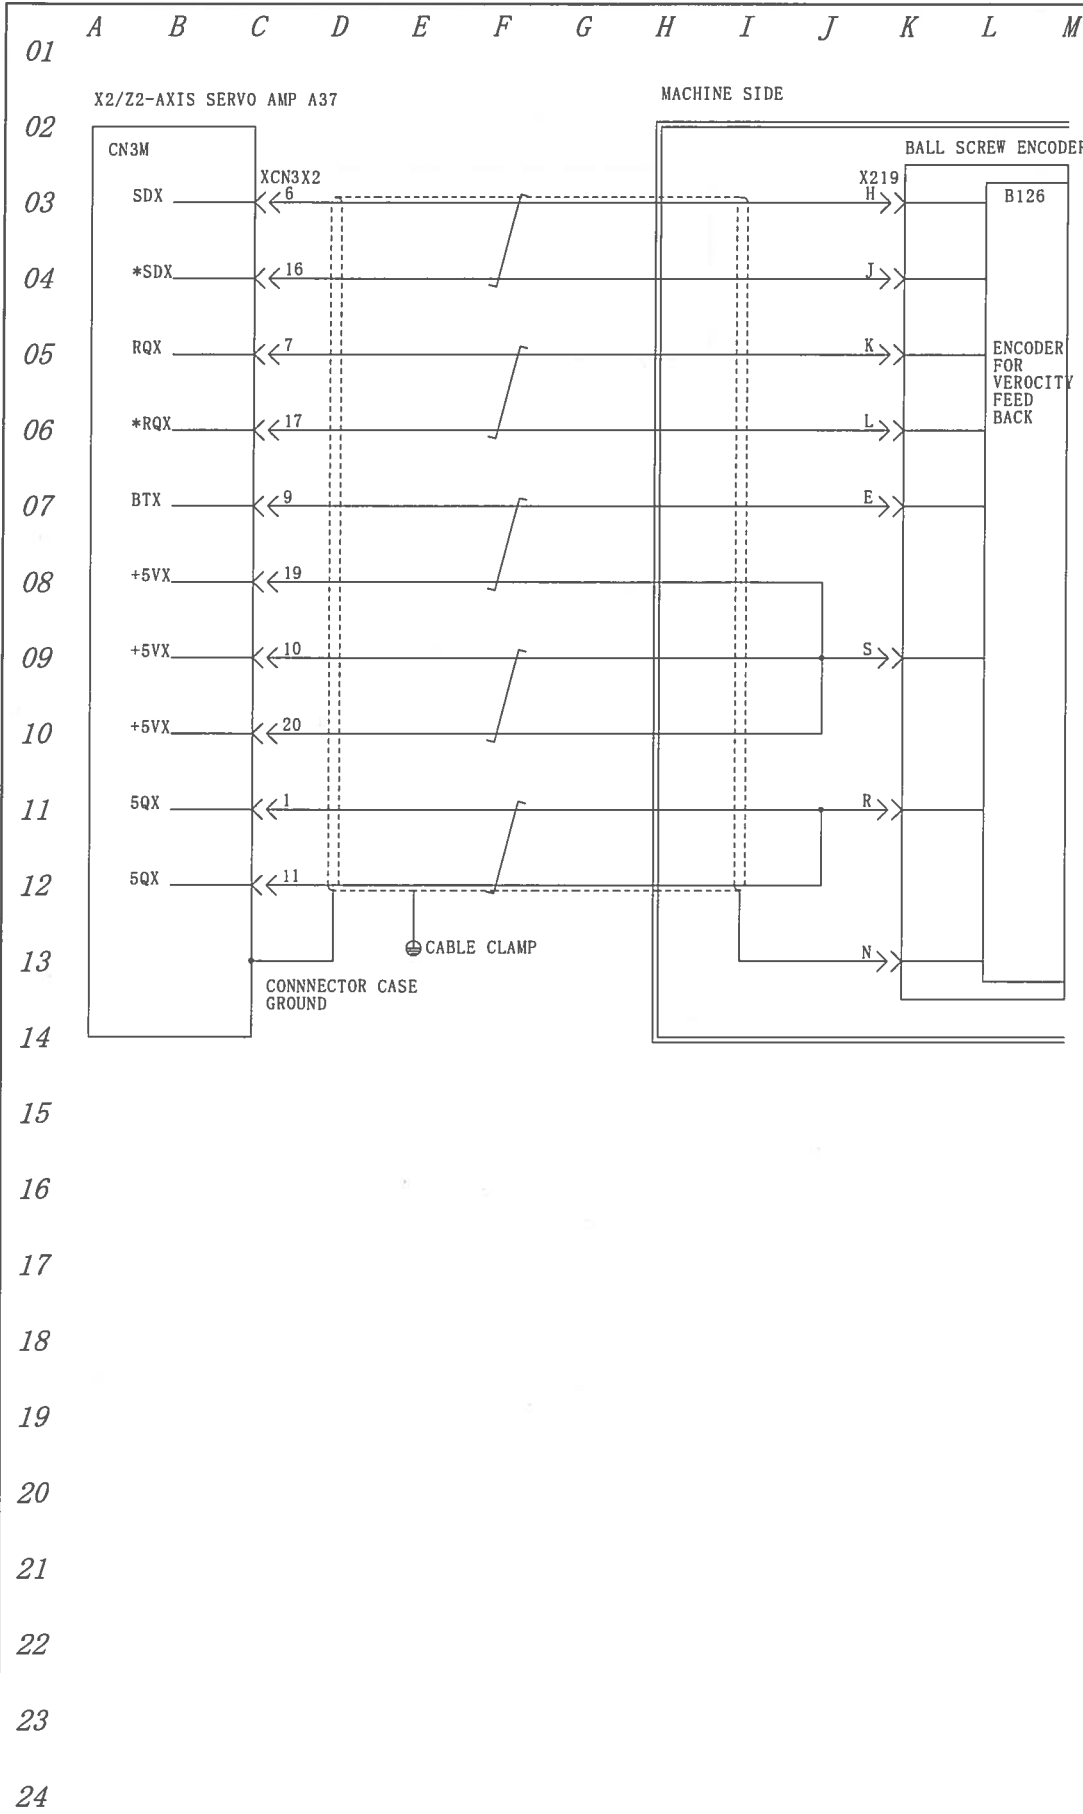 A B C D E F G H I J K L M
01
X2/Z2-AXIS SERVO AMP A37
MACHINE SIDE
02
CN3M
BALL SCREW ENCODER
XCN3X2
X219
03
SDX
6
H
B126
04
*SDX
16
J
05
RQX
7
K
ENCODER
FOR
VEROCITY
FEED
BACK
06
*RQX
17
L
07
BTX
9
E
08
+5VX
19
09
+5VX
10
S
10
+5VX
20
11
5QX
1
R
12
5QX
11
CABLE CLAMP
13
N
CONNNECTOR CASE
GROUND
14
15
16
17
18
19
20
21
22
23
24